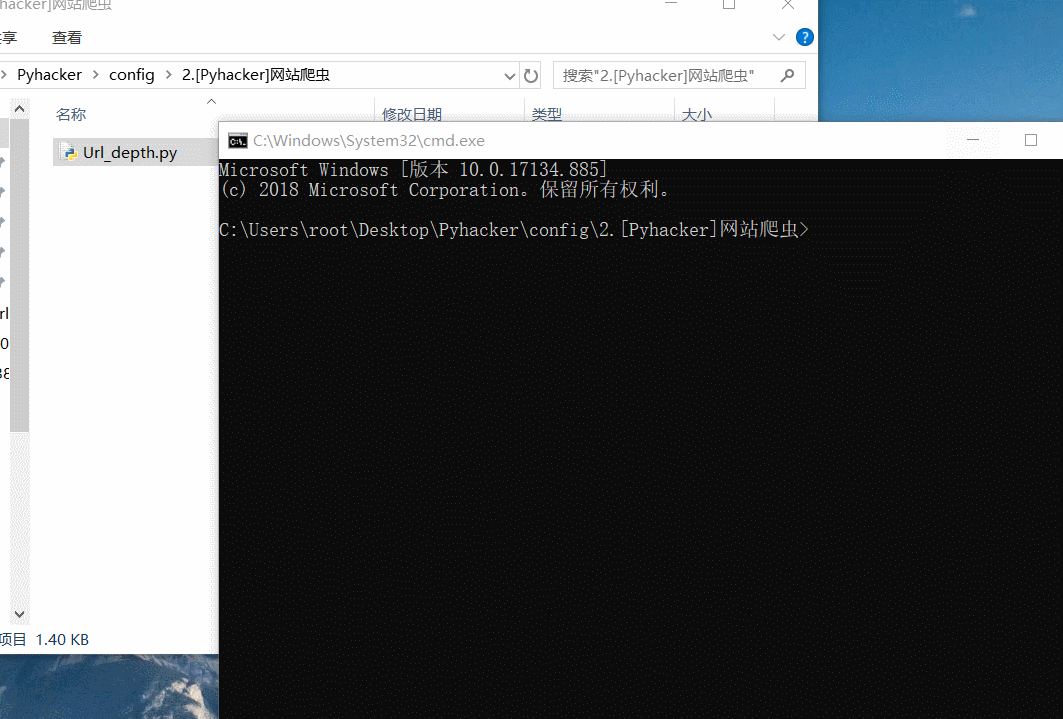 hacker]网站爬虫
享 查看
Pyhacker > config > 2.[Pyhacker]网站爬虫
搜索"2.[Pyhacker]网站爬虫"
名称 修改日期 类型 大小
Url_depth.py
C:\Windows\System32\cmd.exe
Microsoft Windows [版本 10.0.17134.885]
(c) 2018 Microsoft Corporation。保留所有权利。
C:\Users\root\Desktop\Pyhacker\config\2.[Pyhacker]网站爬虫>
rl
0
项目 1.40 KB